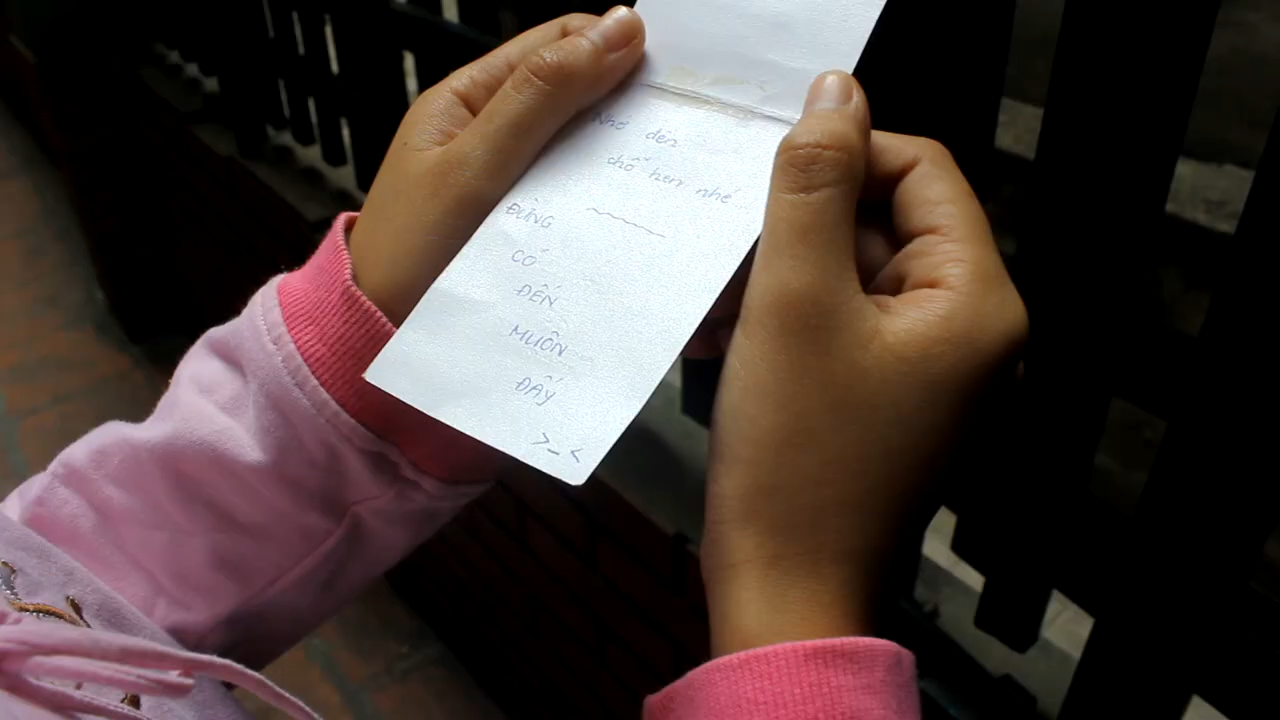 Nhớ đến
chỗ hẹn nhé
ĐỪNG
CÓ
ĐẾN
MUỘN
ĐẤY
>_<